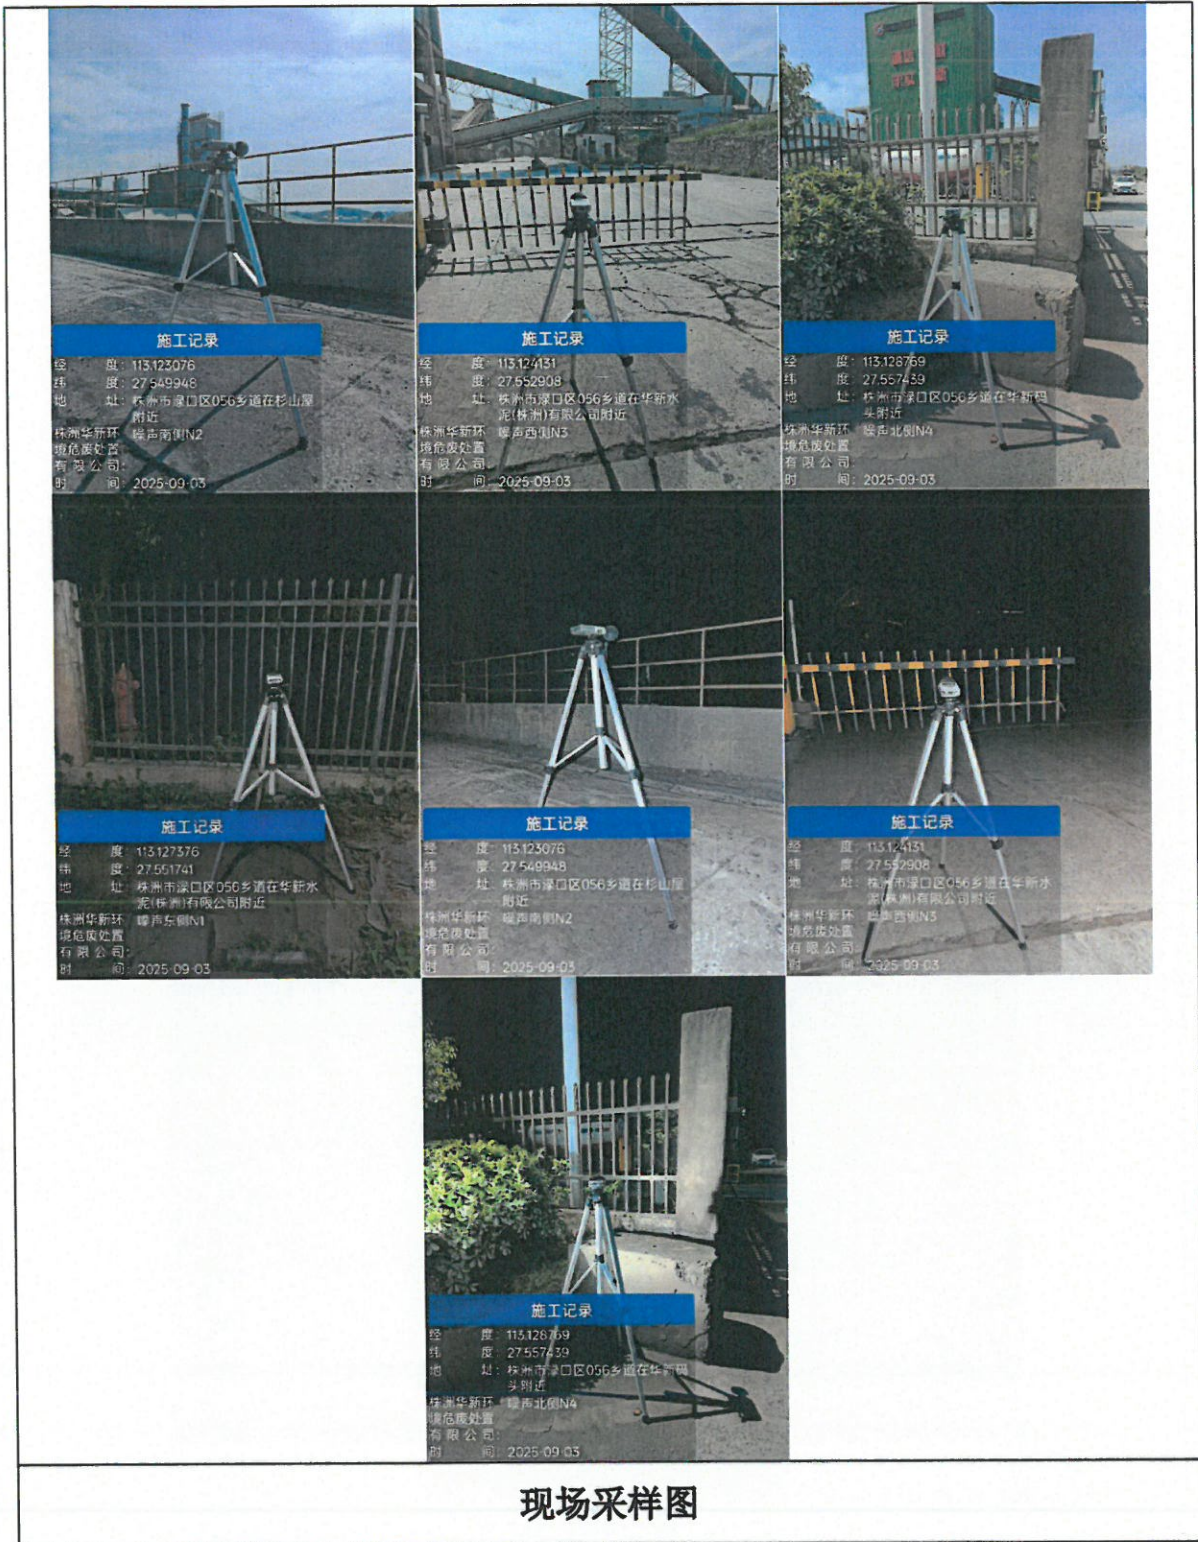 施工记录
经 度: 113.123076
纬 度: 27.549948
地 址: 株洲市渌口区056乡道在杉山屋
附近
株洲华新环 噪声南侧N2
境危废处置
有限公司:
时 间: 2025-09-03
施工记录
经 度: 113.124131
纬 度: 27.552908
地 址: 株洲市渌口区056乡道在华新水
泥(株洲)有限公司附近
株洲华新环 噪声西侧N3
境危废处置
有限公司:
时 间: 2025-09-03
施工记录
经 度: 113.128769
纬 度: 27.557439
地 址: 株洲市渌口区056乡道在华新码
头附近
株洲华新环 噪声北侧N4
境危废处置
有限公司:
时 间: 2025-09-03
施工记录
经 度: 113.127376
纬 度: 27.551741
地 址: 株洲市渌口区056乡道在华新水
泥(株洲)有限公司附近
株洲华新环 噪声东侧N1
境危废处置
有限公司:
时 间: 2025-09-03
施工记录
经 度: 113.123076
纬 度: 27.549948
地 址: 株洲市渌口区056乡道在杉山屋
附近
株洲华新环 噪声南侧N2
境危废处置
有限公司:
时 间: 2025-09-03
施工记录
经 度: 113.124131
纬 度: 27.552908
地 址: 株洲市渌口区056乡道在华新水
泥(株洲)有限公司附近
株洲华新环 噪声西侧N3
境危废处置
有限公司:
时 间: 2025-09-03
施工记录
经 度: 113.128769
纬 度: 27.557439
地 址: 株洲市渌口区056乡道在华新码
头附近
株洲华新环 噪声北侧N4
境危废处置
有限公司:
时 间: 2025-09-03
现场采样图